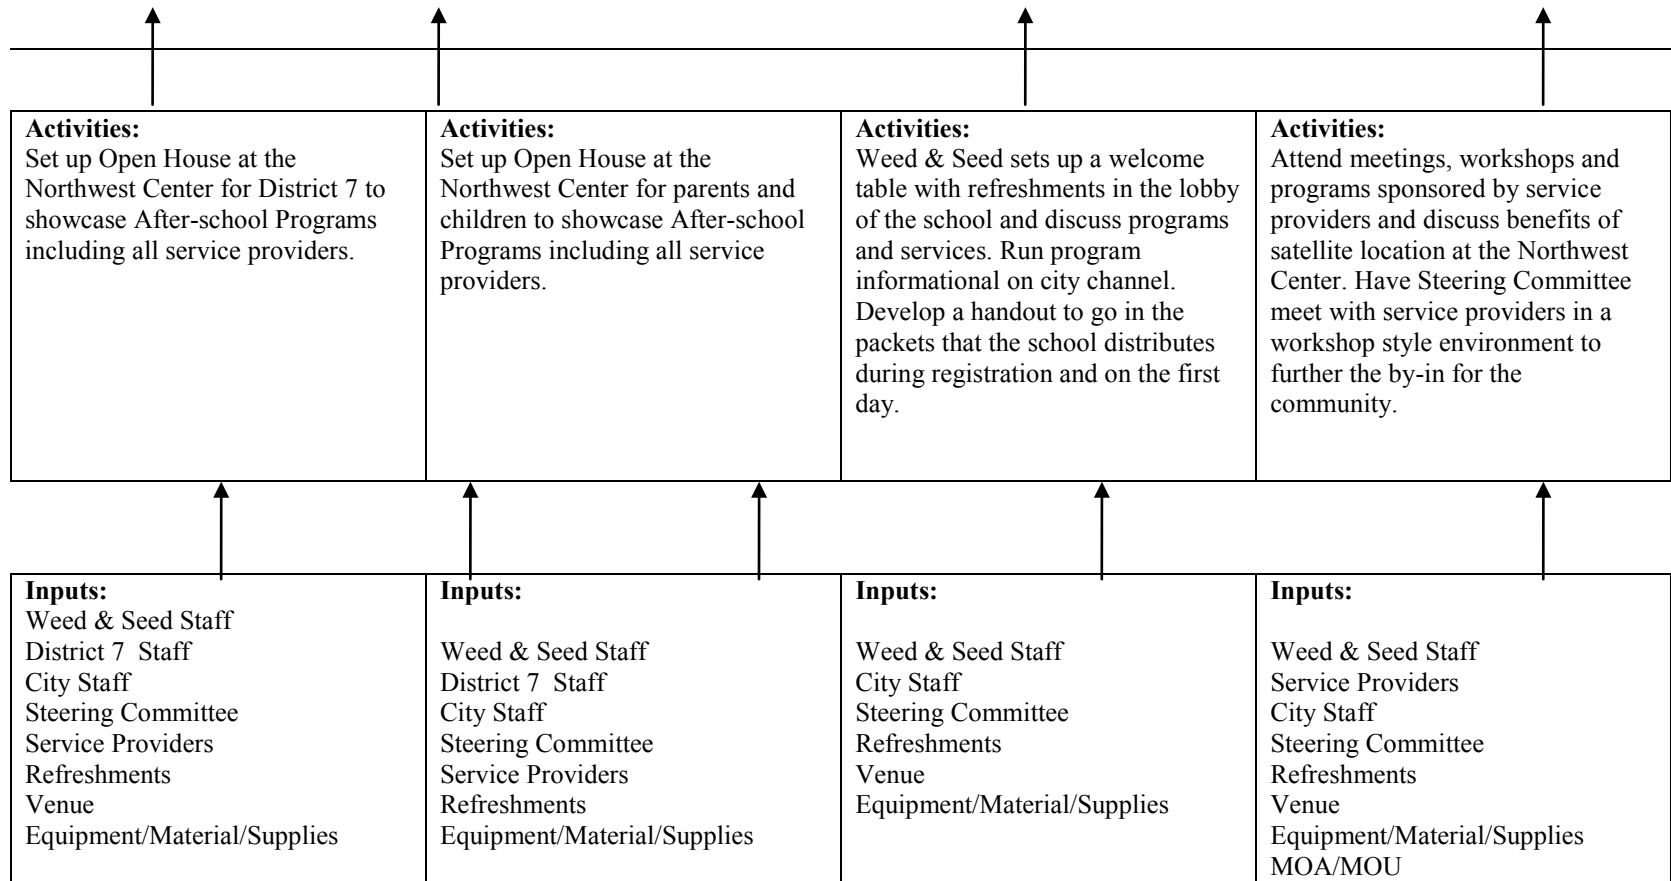 Activities:
Set up Open House at the
Northwest Center for District 7 to
showcase After-school Programs
including all service providers.
Activities:
Set up Open House at the
Northwest Center for parents and
children to showcase After-school
Programs including all service
providers.
Activities:
Weed & Seed sets up a welcome
table with refreshments in the lobby
of the school and discuss programs
and services. Run program
informational on city channel.
Develop a handout to go in the
packets that the school distributes
during registration and on the first
day.
Activities:
Attend meetings, workshops and
programs sponsored by service
providers and discuss benefits of
satellite location at the Northwest
Center. Have Steering Committee
meet with service providers in a
workshop style environment to
further the by-in for the
community.
Inputs:
Weed & Seed Staff
District 7  Staff
City Staff
Steering Committee
Service Providers
Refreshments
Venue
Equipment/Material/Supplies
Inputs:
Weed & Seed Staff
District 7  Staff
City Staff
Steering Committee
Service Providers
Refreshments
Equipment/Material/Supplies
Inputs:
Weed & Seed Staff
City Staff
Steering Committee
Refreshments
Venue
Equipment/Material/Supplies
Inputs:
Weed & Seed Staff
Service Providers
City Staff
Steering Committee
Refreshments
Venue
Equipment/Material/Supplies
MOA/MOU